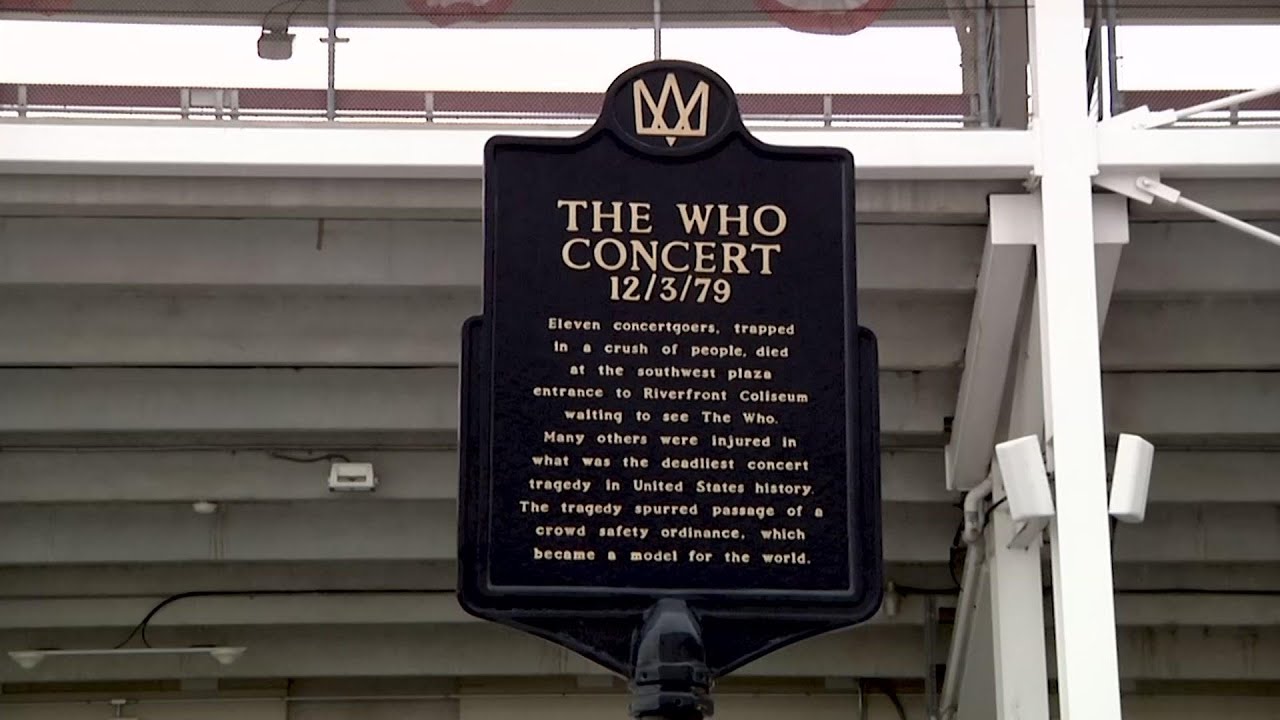 THE WHO
CONCERT
12/3/79
Eleven concertgoers, trapped
in a crush of people, died
at the southwest plaza
entrance to Riverfront Coliseum
waiting to see The Who.
Many others were injured in
what was the deadliest concert
tragedy in United States history.
The tragedy spurred passage of a
crowd safety ordinance, which
became a model for the world.